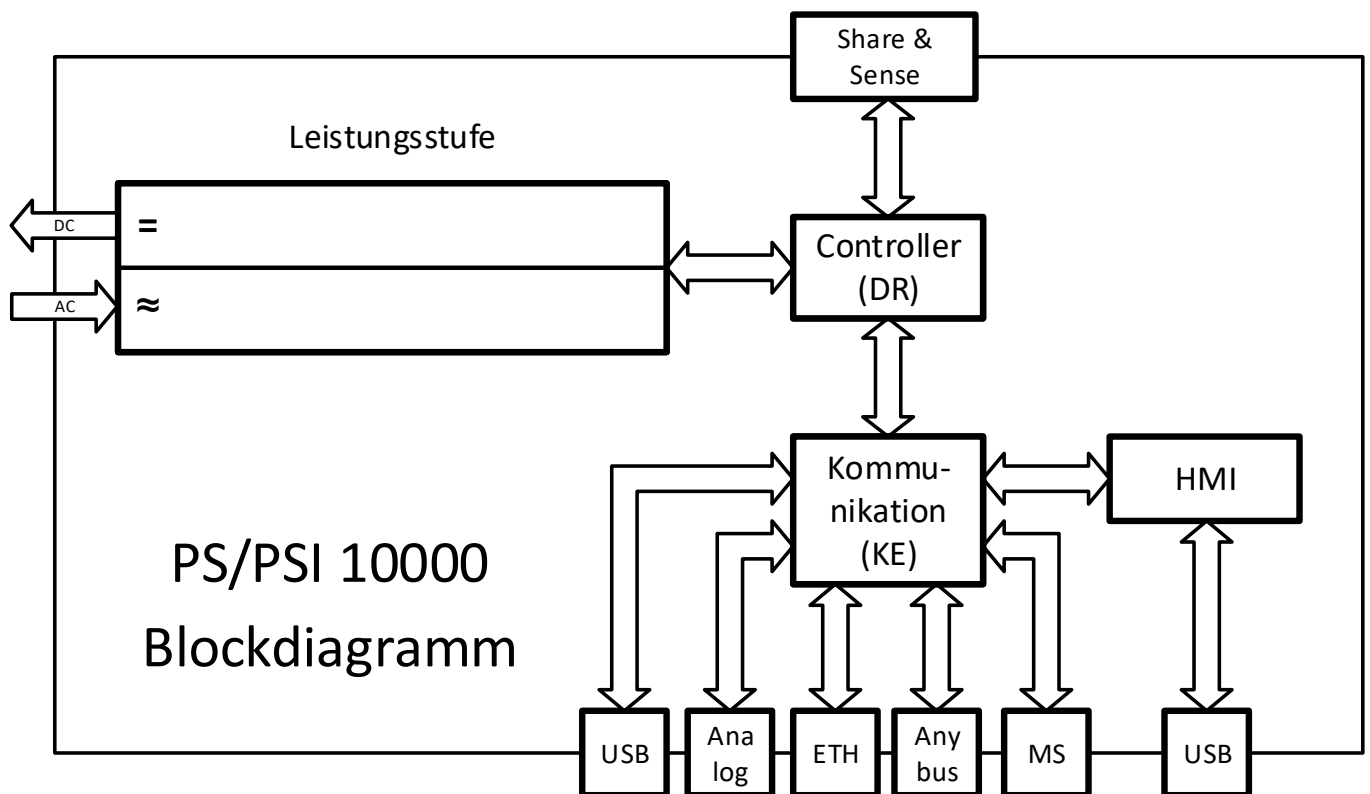 Share &
Sense
Leistungsstufe
DC
=
Controller
(DR)
AC
≈
Kommu-
nikation
(KE)
HMI
PS/PSI 10000
Blockdiagramm
USB
Ana
log
ETH
Any
bus
MS
USB